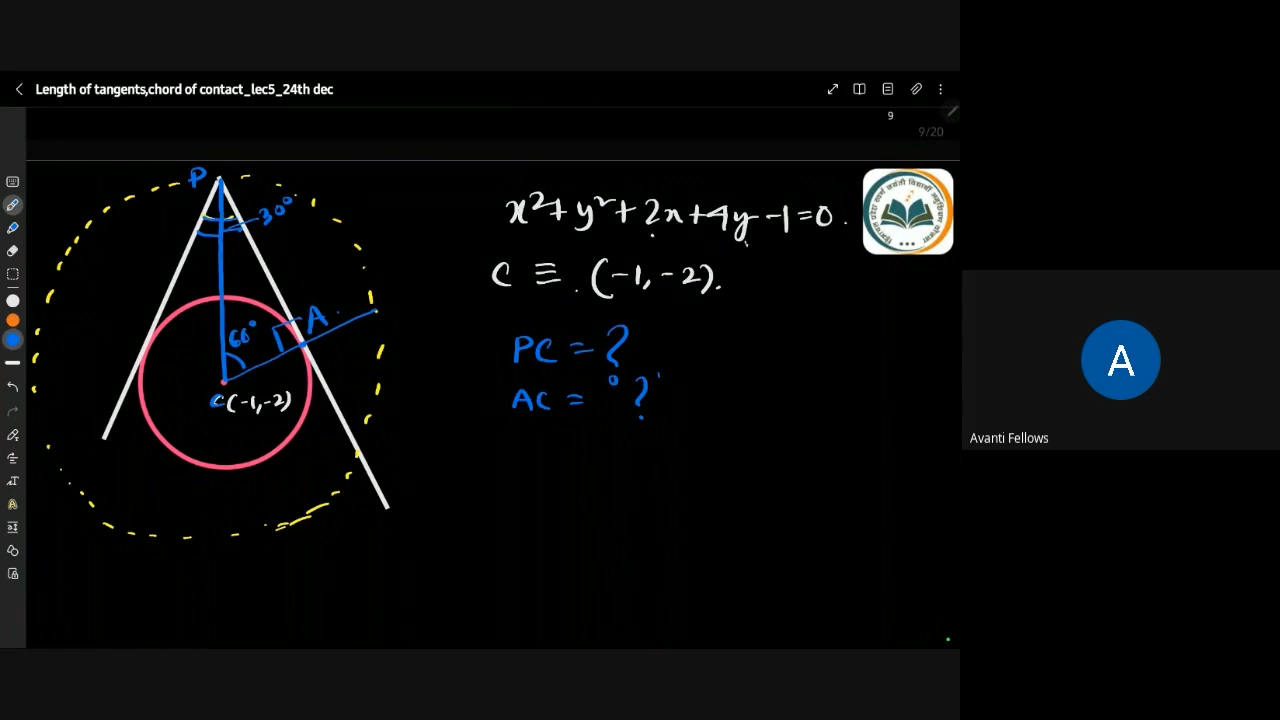 Length of tangents,chord of contact_lec5_24th dec
9
9/20
P
30°
x²+y²+2x+4y-1=0.
C ≡ (-1,-2).
A
60°
PC = ?
C(-1,-2)
AC = ?
A
Avanti Fellows